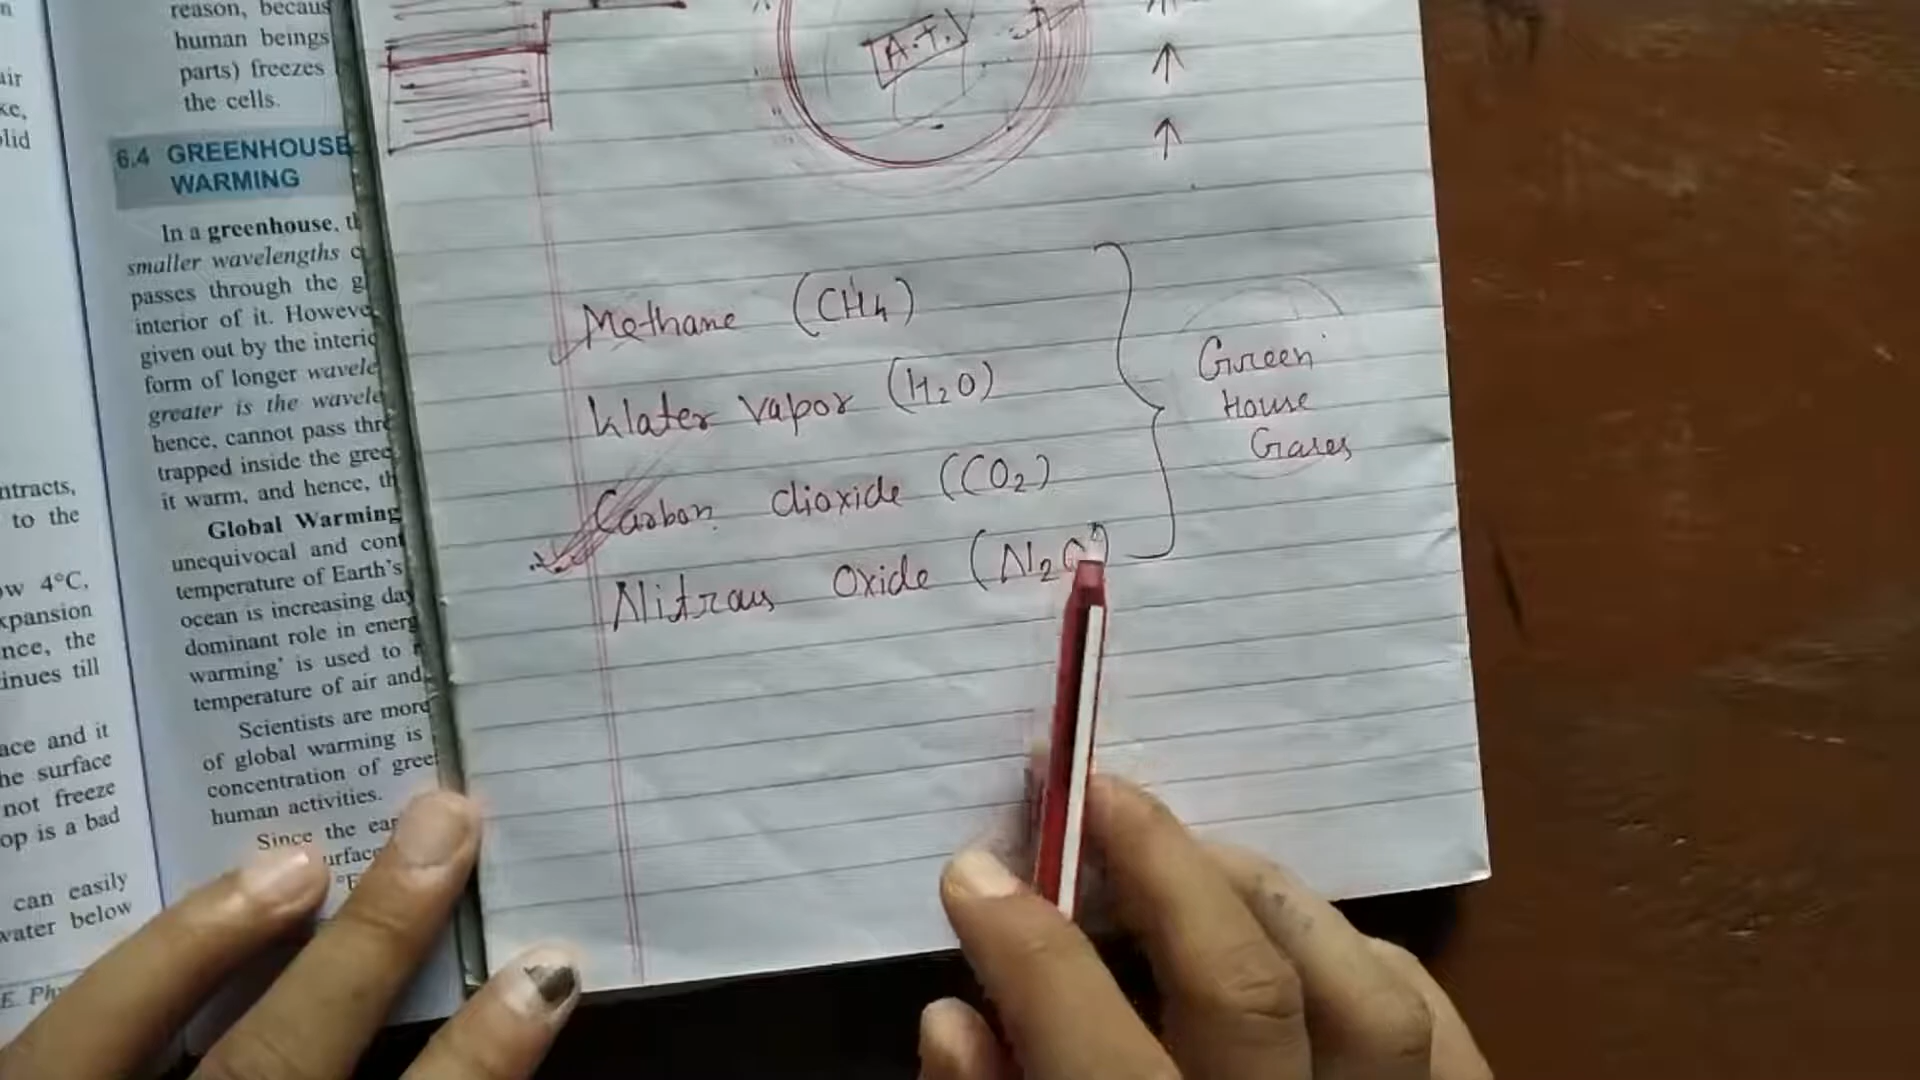 reason, becaus
human beings
parts) freezes
the cells.
6.4 GREENHOUSE
WARMING
In a greenhouse, t
smaller wavelengths
passes through the g
interior of it. Howeve
given out by the interio
form of longer wavele
greater is the wavele
hence, cannot pass thr
trapped inside the gree
it warm, and hence, th
Global Warming
unequivocal and cont
temperature of Earth's
ocean is increasing day
dominant role in energ
warming' is used to
temperature of air and
Scientists are more
of global warming is
concentration of gree
human activities.
Since the ear
urface
air
ke,
olid
ntracts,
to the
ow 4°C,
xpansion
nce, the
inues till
ace and it
he surface
not freeze
op is a bad
can easily
water below
E. Phy
A.T.
Methane (CH4)
Water vapor (H2O)
Carbon dioxide (CO2)
Nitrous Oxide (N2O)
Green
House
Gases